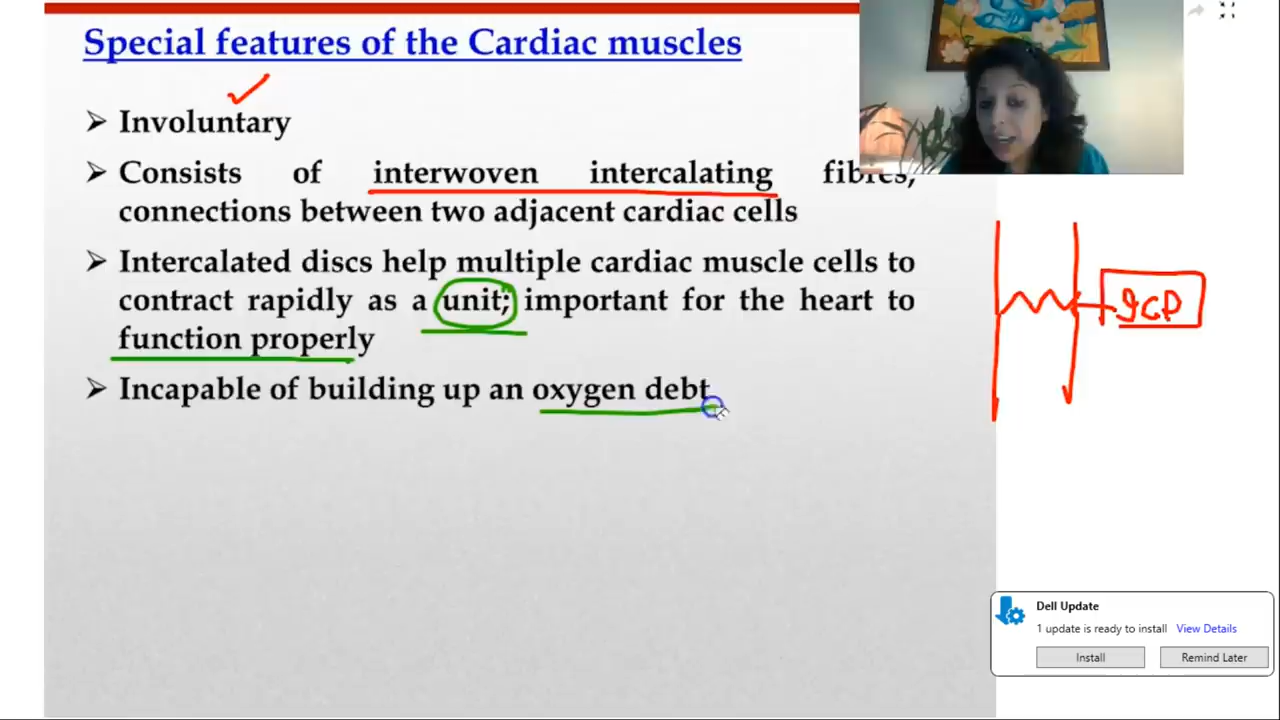 Special features of the Cardiac muscles
➢ Involuntary
➢ Consists of interwoven intercalating fibres,
connections between two adjacent cardiac cells
➢ Intercalated discs help multiple cardiac muscle cells to
contract rapidly as a unit; important for the heart to
function properly
➢ Incapable of building up an oxygen debt
ICD
Dell Update
1 update is ready to install View Details
Install Remind Later